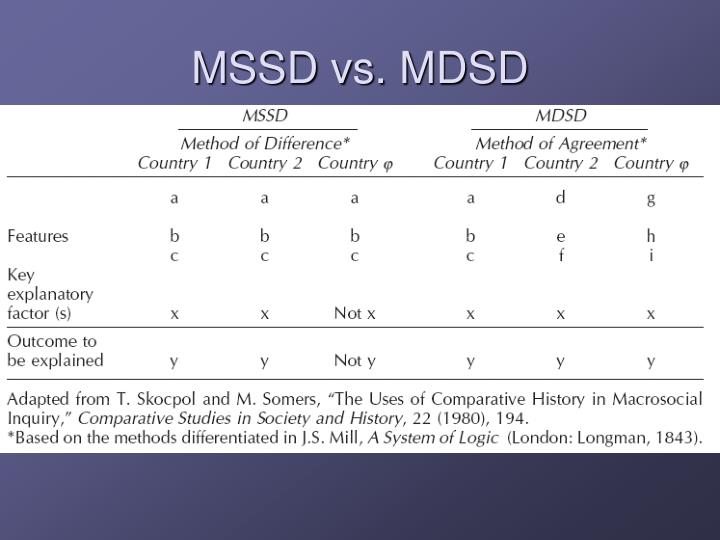 MSSD vs. MDSD
MSSD MDSD
Method of Difference* Method of Agreement*
Country 1 Country 2 Country φ Country 1 Country 2 Country φ
a a a a d g
Features b b b b e h
c c c c f i
Key
explanatory
factor (s) x x Not x x x x
Outcome to
be explained y y Not y y y y
Adapted from T. Skocpol and M. Somers, “The Uses of Comparative History in Macrosocial
Inquiry,” Comparative Studies in Society and History, 22 (1980), 194.
*Based on the methods differentiated in J.S. Mill, A System of Logic (London: Longman, 1843).